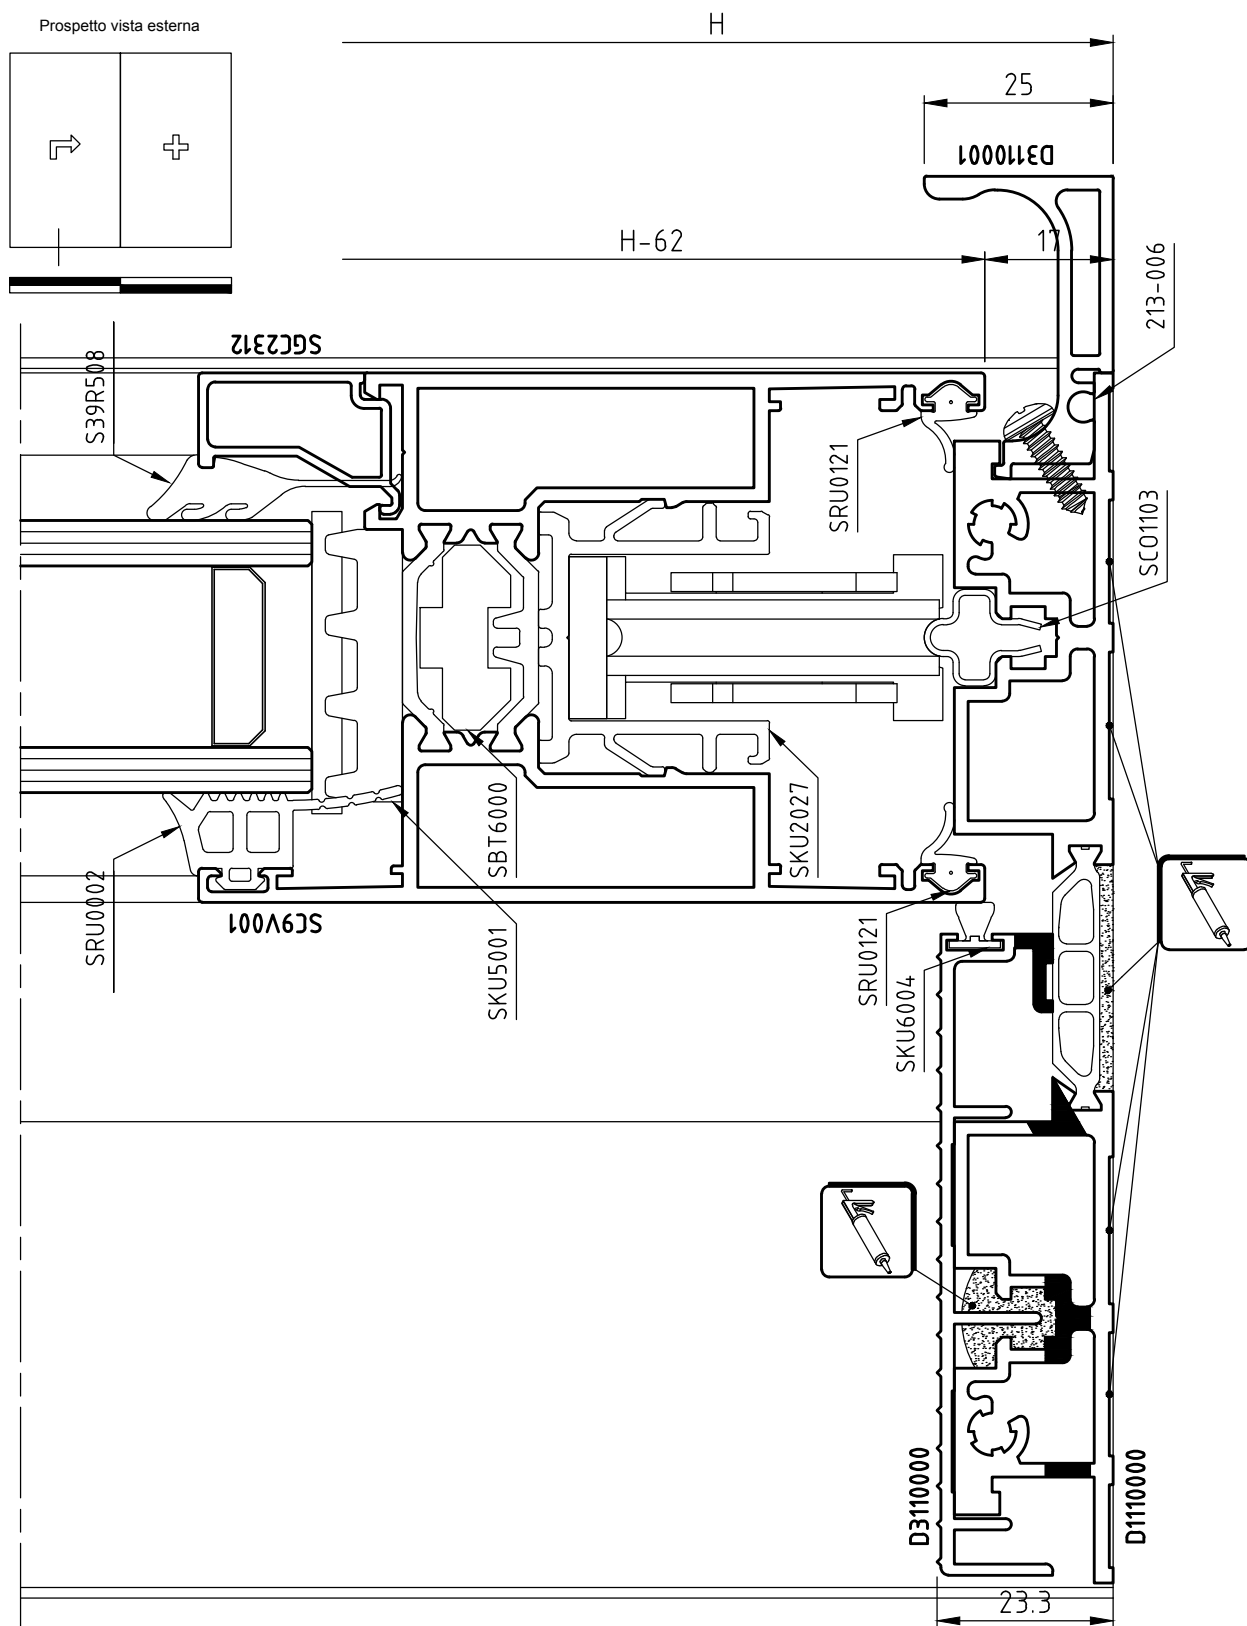 Prospetto vista esterna
H
25
D3110001
H-62
17
213-006
SGC2312
S39R508
SRU0121
SC01103
SBT6000
SKU2027
SRU0002
SC9V001
SKU5001
SRU0121
SKU6004
D3110000
D1110000
23.3